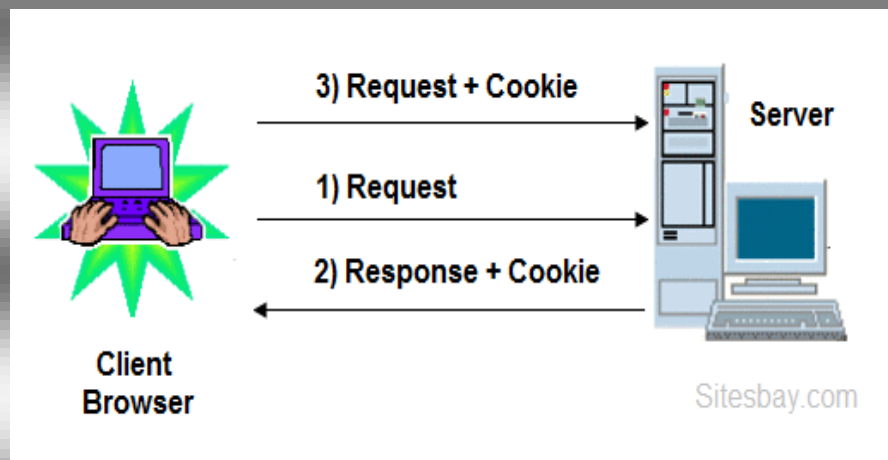 3) Request + Cookie
Server
1) Request
2) Response + Cookie
Client
Browser
Sitesbay.com